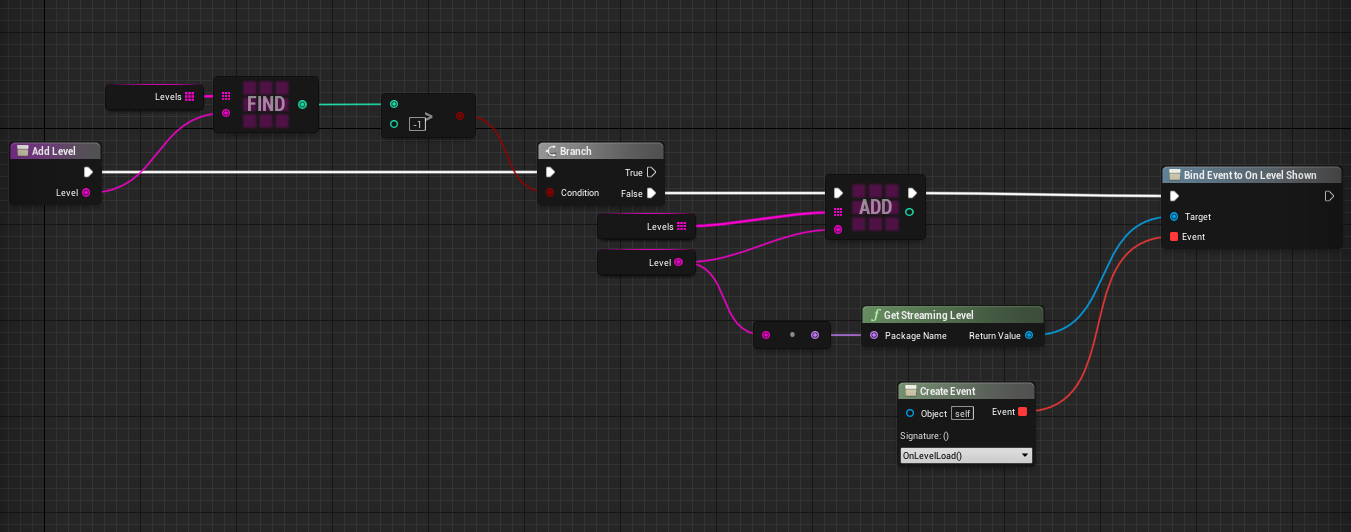 Levels
FIND
>
-1
Add Level
Level
Branch
True
Condition
False
Levels
Level
ADD
Bind Event to On Level Shown
Target
Event
f Get Streaming Level
Package Name
Return Value
Create Event
Object
self
Event
Signature: ()
OnLevelLoad()